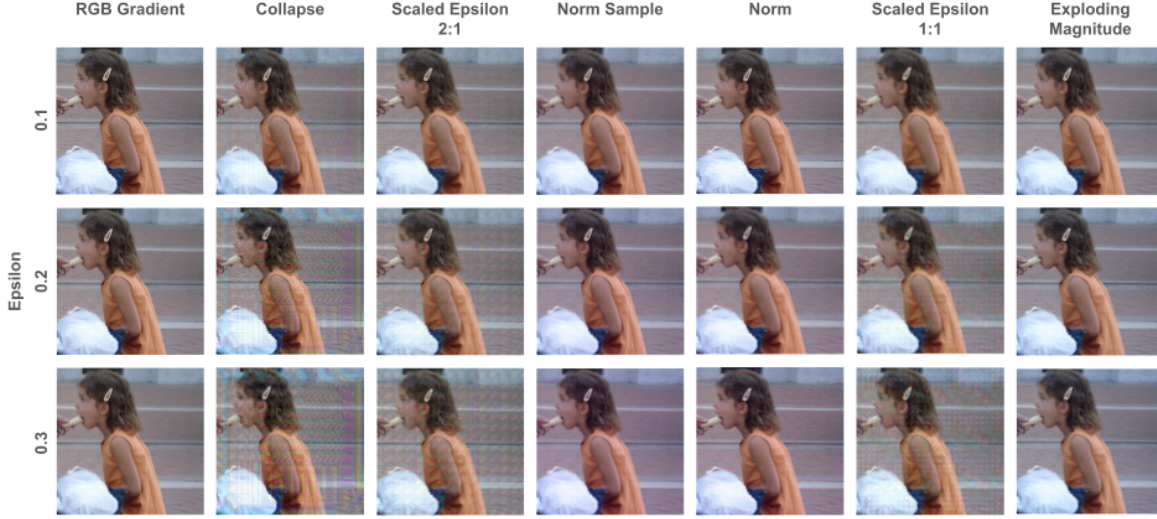 RGB Gradient
Collapse
Scaled Epsilon
2:1
Norm Sample
Norm
Scaled Epsilon
1:1
Exploding
Magnitude
0.1
Epsilon
0.2
0.3